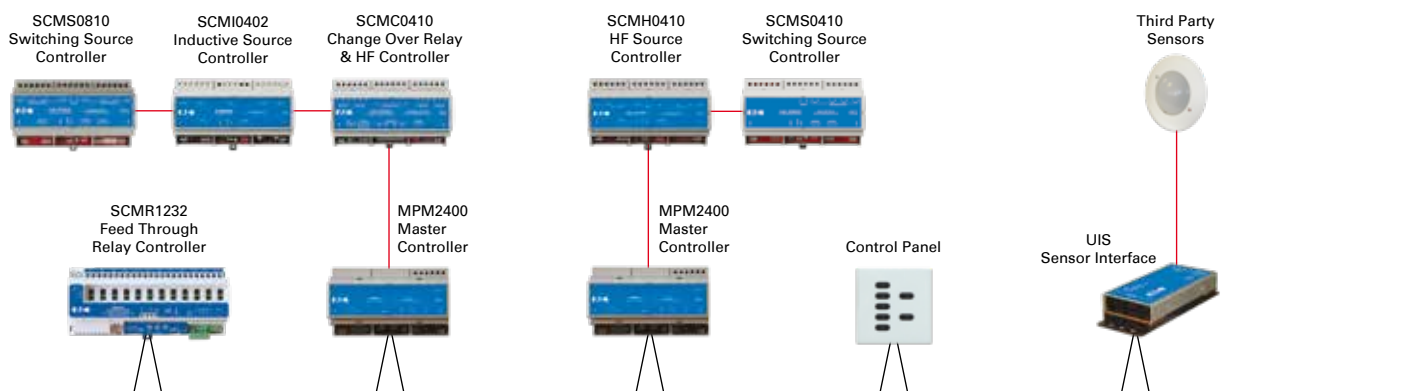 SCMS0810
Switching Source
Controller
SCMI0402
Inductive Source
Controller
SCMC0410
Change Over Relay
& HF Controller
SCMH0410
HF Source
Controller
SCMS0410
Switching Source
Controller
Third Party
Sensors
SCMR1232
Feed Through
Relay Controller
MPM2400
Master
Controller
MPM2400
Master
Controller
Control Panel
UIS
Sensor Interface